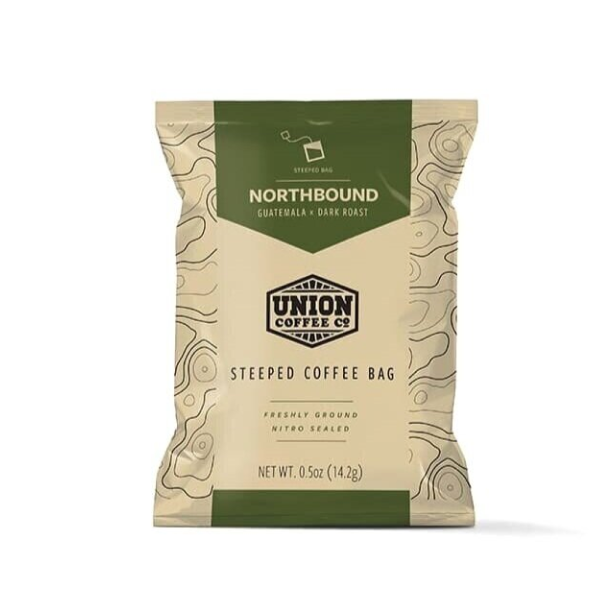 STEEPED BAG
NORTHBOUND
GUATEMALA × DARK ROAST
UNION
COFFEE CO
STEEPED COFFEE BAG
FRESHLY GROUND
NITRO SEALED
NET WT. 0.5oz (14.2g)